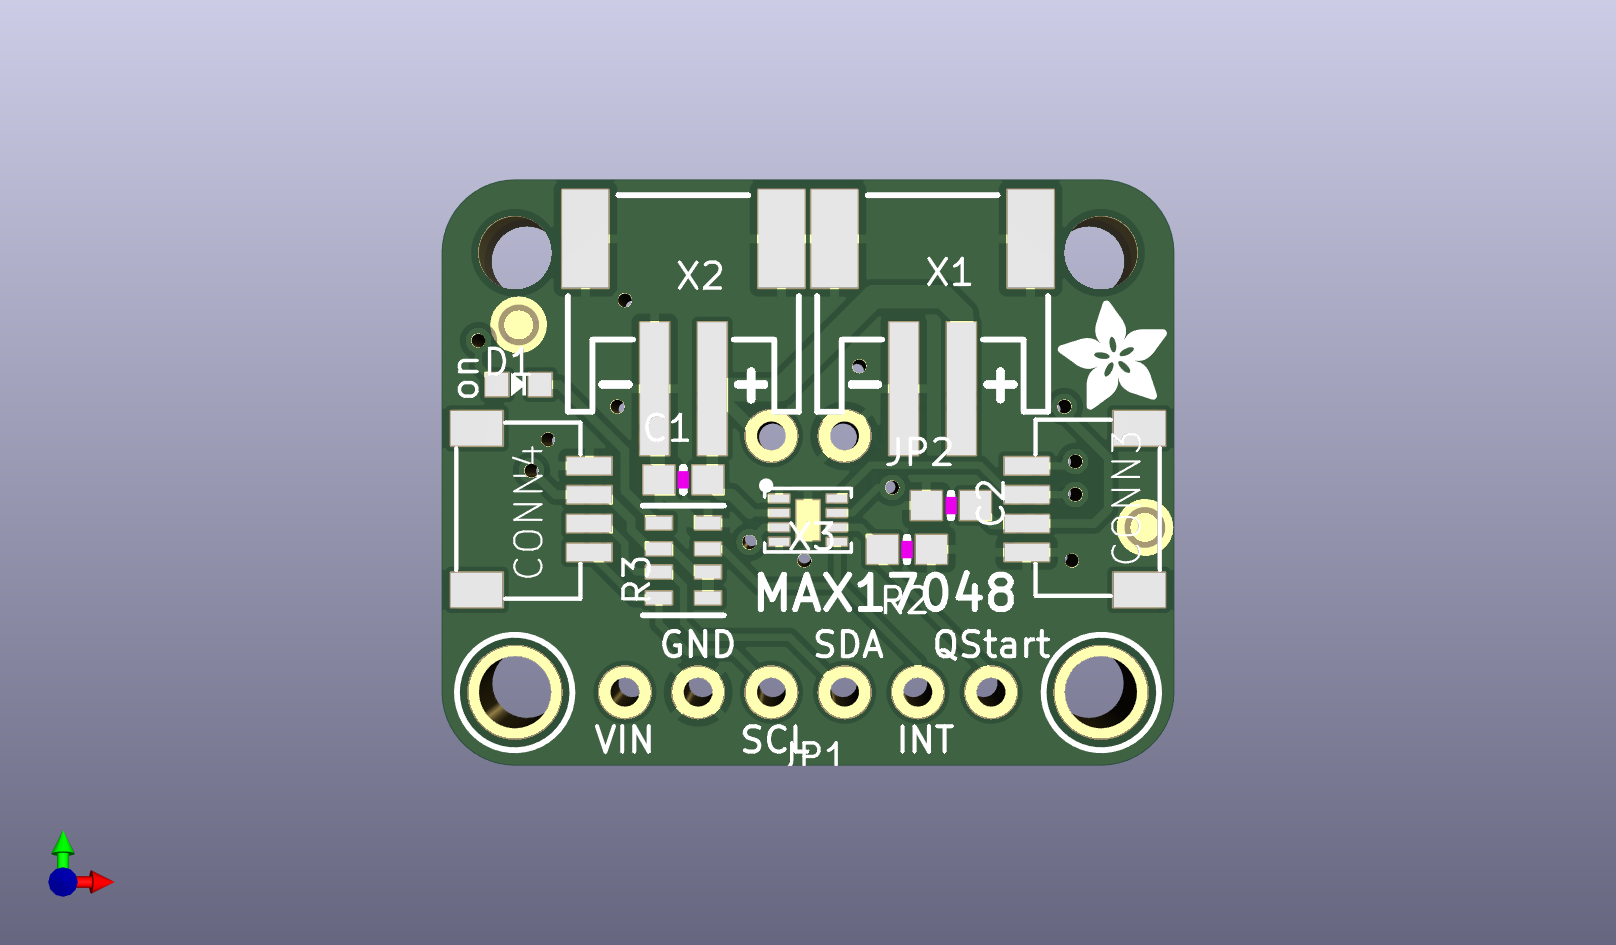 X2
X1
- +
- +
on
D1
C1
JP2
C2
CONN4
CONN3
X3
R3
MAX17048
R2
GND
SDA
QStart
VIN
SCL
INT
JP1